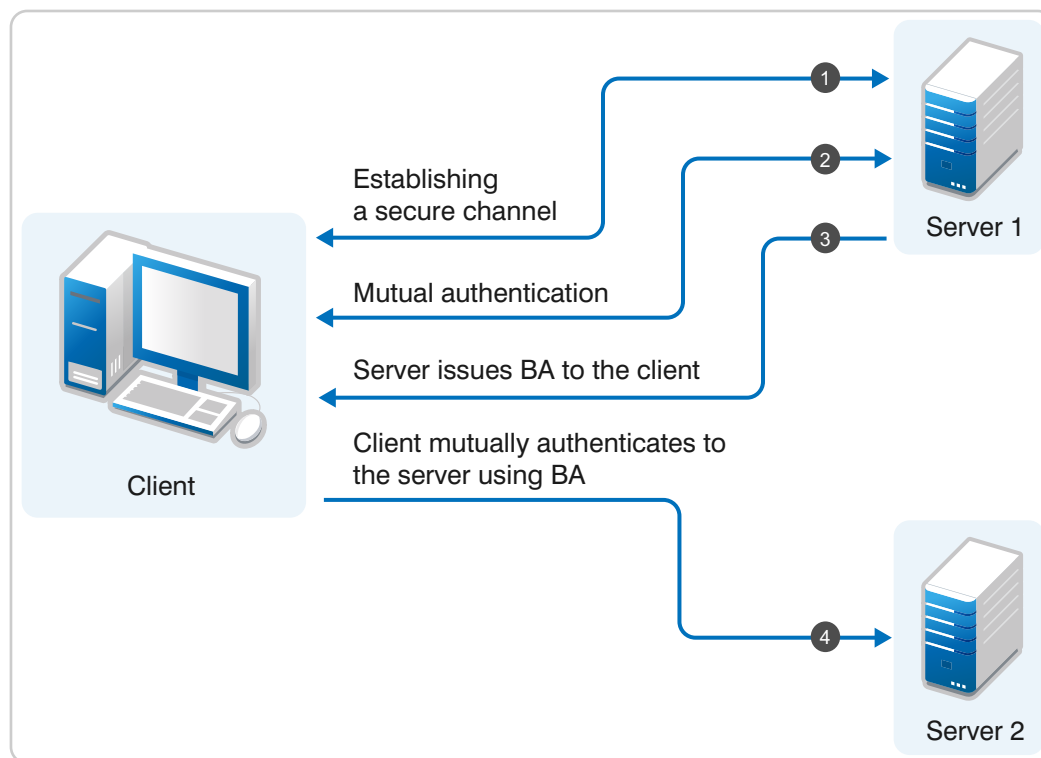 1
2
Establishing
a secure channel
Server 1
3
Mutual authentication
Server issues BA to the client
Client mutually authenticates to
the server using BA
Client
4
Server 2